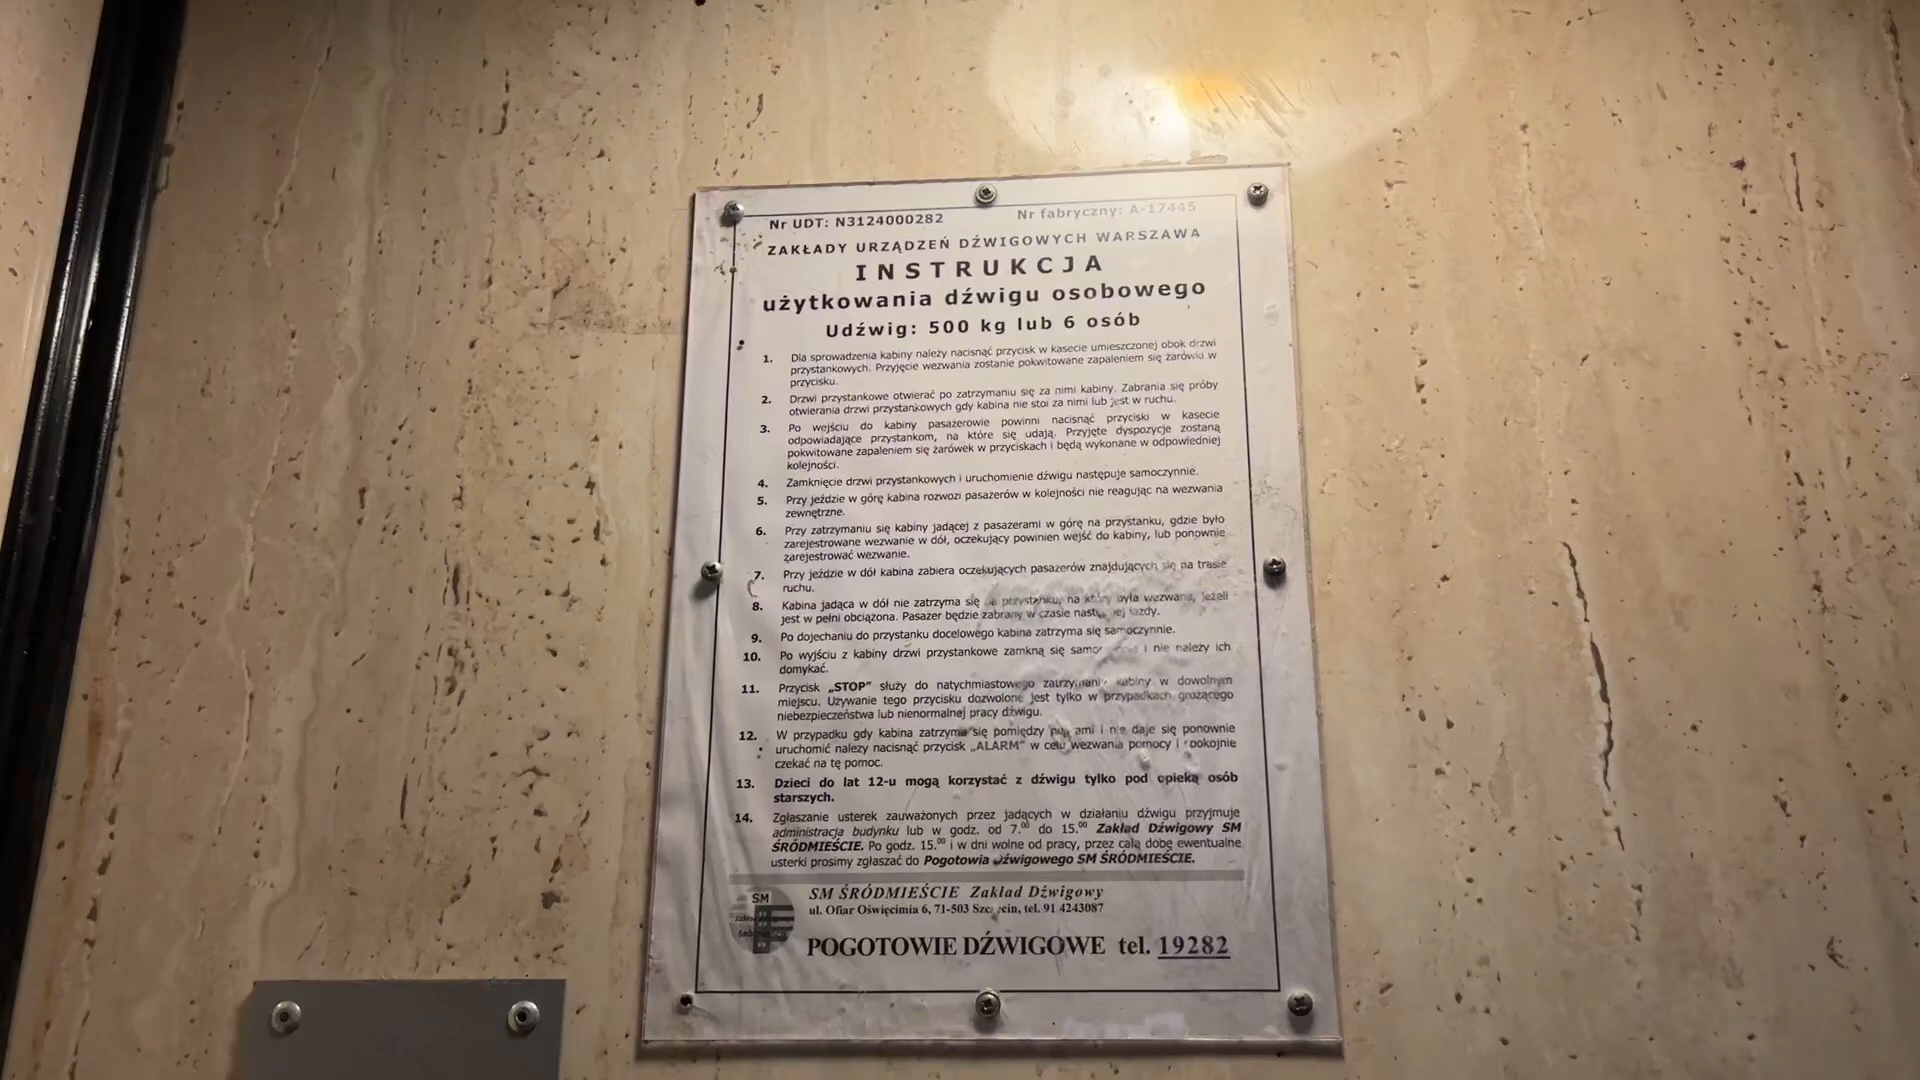 Nr UDT: N3124000282 Nr fabryczny: A-17445
ZAKŁADY URZĄDZEŃ DŹWIGOWYCH WARSZAWA
INSTRUKCJA
użytkowania dźwigu osobowego
Udźwig: 500 kg lub 6 osób
1. Dla sprowadzenia kabiny należy nacisnąć przycisk w kasecie umieszczonej obok drzwi
przystankowych. Przyjęcie wezwania zostanie pokwitowane zapaleniem się żarówki w
przycisku.
2. Drzwi przystankowe otwierać po zatrzymaniu się za nimi kabiny. Zabrania się próby
otwierania drzwi przystankowych gdy kabina nie stoi za nimi lub jest w ruchu.
3. Po wejściu do kabiny pasażerowie powinni nacisnąć przyciski w kasecie
odpowiadające przystankom, na które się udają. Przyjęte dyspozycje zostaną
pokwitowane zapaleniem się żarówek w przyciskach i będą wykonane w odpowiedniej
kolejności.
4. Zamknięcie drzwi przystankowych i uruchomienie dźwigu następuje samoczynnie.
5. Przy jeździe w górę kabina rozwozi pasażerów w kolejności nie reagując na wezwania
zewnętrzne.
6. Przy zatrzymaniu się kabiny jadącej z pasażerami w górę na przystanku, gdzie było
zarejestrowane wezwanie w dół, oczekujący powinien wejść do kabiny, lub ponownie
zarejestrować wezwanie.
7. Przy jeździe w dół kabina zabiera oczekujących pasażerów znajdujących się na trasie
ruchu.
8. Kabina jadąca w dół nie zatrzyma się na przystanku, na który była wezwana, jeżeli
jest w pełni obciążona. Pasażer będzie zabrany w czasie jazdy.
9. Po dojechaniu do przystanku docelowego kabina zatrzyma się samoczynnie.
10. Po wyjściu z kabiny drzwi przystankowe zamkną się i nie należy ich
domykać.
11. Przycisk „STOP" służy do natychmiastowego zatrzymania kabiny w dowolnym
miejscu. Używanie tego przycisku dozwolone jest tylko w przypadkach grożącego
niebezpieczeństwa lub nienormalnej pracy dźwigu.
12. W przypadku gdy kabina zatrzyma się pomiędzy i nie daje się ponownie
uruchomić należy nacisnąć przycisk „ALARM" w celu wezwania pomocy i spokojnie
czekać na tę pomoc.
13. Dzieci do lat 12-u mogą korzystać z dźwigu tylko pod opieką osób
starszych.
14. Zgłaszanie usterek zauważonych przez jadących w działaniu dźwigu przyjmuje
administracja budynku lub w godz. od 7.00 do 15.00 Zakład Dźwigowy SM
ŚRÓDMIEŚCIE. Po godz. 15.00 i w dni wolne od pracy, przez całą dobę ewentualne
usterki prosimy zgłaszać do Pogotowia Dźwigowego SM ŚRÓDMIEŚCIE.
SM
SM ŚRÓDMIEŚCIE Zakład Dźwigowy
ul. Ofiar Oświęcimia 6, 71-503 Szczecin, tel. 91 4243087
POGOTOWIE DŹWIGOWE tel. 19282